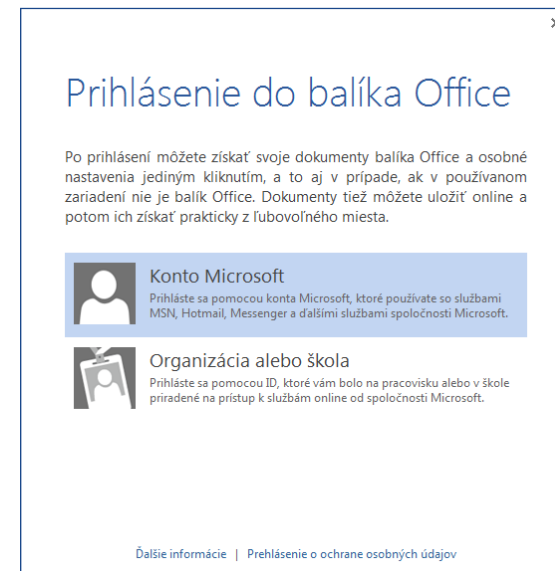 Prihlásenie do balíka Office
Po prihlásení môžete získať svoje dokumenty balíka Office a osobné
nastavenia jediným kliknutím, a to aj v prípade, ak v používanom
zariadení nie je balík Office. Dokumenty tiež môžete uložiť online a
potom ich získať prakticky z ľubovoľného miesta.
Konto Microsoft
Prihláste sa pomocou konta Microsoft, ktoré používate so službami
MSN, Hotmail, Messenger a ďalšími službami spoločnosti Microsoft.
Organizácia alebo škola
Prihláste sa pomocou ID, ktoré vám bolo na pracovisku alebo v škole
priradené na prístup k službám online od spoločnosti Microsoft.
Ďalšie informácie | Prehlásenie o ochrane osobných údajov